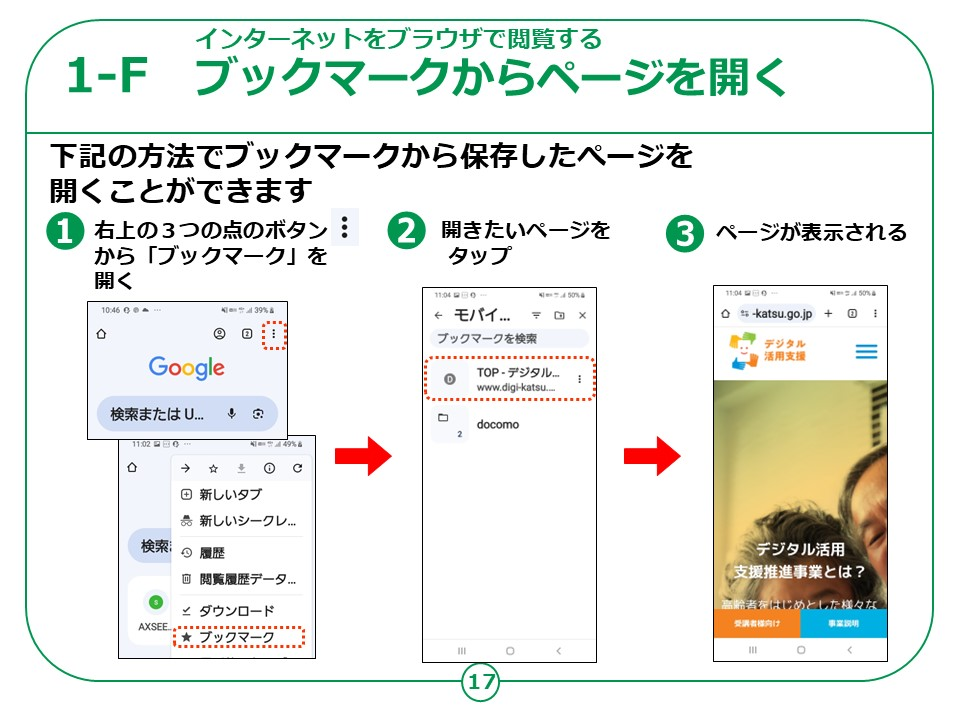 インターネットをブラウザで閲覧する
1-F ブックマークからページを開く
下記の方法でブックマークから保存したページを
開くことができます
1 右上の３つの点のボタン
から「ブックマーク」を
開く
2 開きたいページを
タップ
3 ページが表示される
10:46 39%
2
Google
検索または U...
11:02 49%
新しいタブ
新しいシークレ...
履歴
閲覧履歴データ...
ダウンロード
ブックマーク
検索
AXSEE..
11:04 50%
モバイ...
ブックマークを検索
D TOP - デジタル...
www.digi-katsu....
docomo
2
11:04 50%
-katsu.go.jp
2
デジタル
活用支援
デジタル活用
支援推進事業とは？
高齢者をはじめとした様々な
受講者様向け 事業説明
17